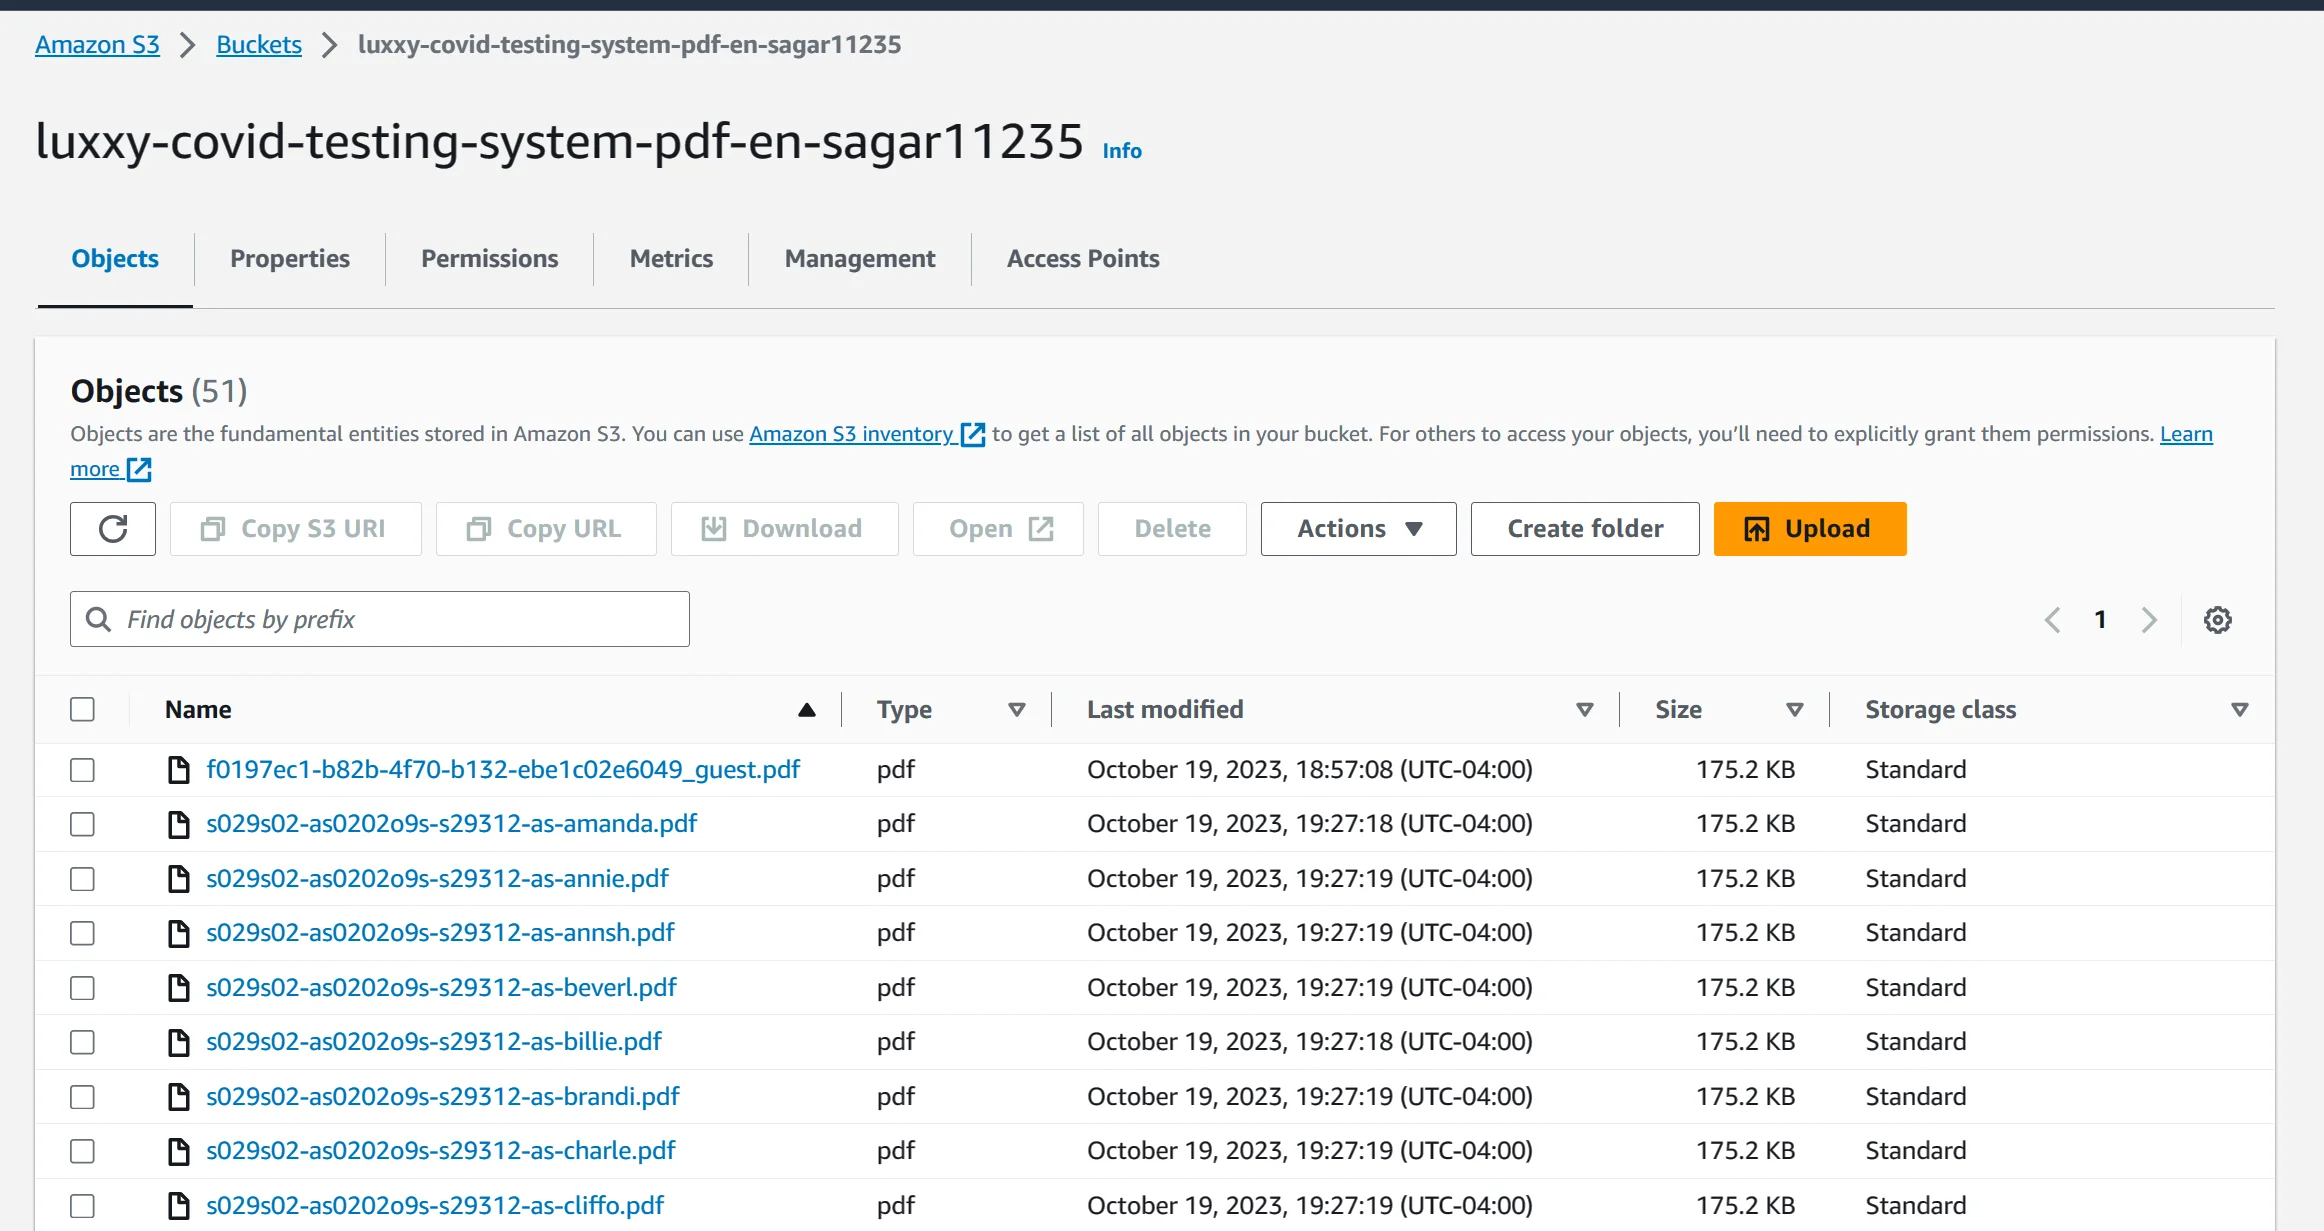 Amazon S3 > Buckets > luxxy-covid-testing-system-pdf-en-sagar11235
luxxy-covid-testing-system-pdf-en-sagar11235 Info
Objects Properties Permissions Metrics Management Access Points
Objects (51)
Objects are the fundamental entities stored in Amazon S3. You can use Amazon S3 inventory to get a list of all objects in your bucket. For others to access your objects, you’ll need to explicitly grant them permissions. Learn
more
Copy S3 URI Copy URL Download Open Delete Actions Create folder Upload
Find objects by prefix 1
Name Type Last modified Size Storage class
f0197ec1-b82b-4f70-b132-ebe1c02e6049_guest.pdf pdf October 19, 2023, 18:57:08 (UTC-04:00) 175.2 KB Standard
s029s02-as0202o9s-s29312-as-amanda.pdf pdf October 19, 2023, 19:27:18 (UTC-04:00) 175.2 KB Standard
s029s02-as0202o9s-s29312-as-annie.pdf pdf October 19, 2023, 19:27:19 (UTC-04:00) 175.2 KB Standard
s029s02-as0202o9s-s29312-as-annsh.pdf pdf October 19, 2023, 19:27:19 (UTC-04:00) 175.2 KB Standard
s029s02-as0202o9s-s29312-as-beverl.pdf pdf October 19, 2023, 19:27:19 (UTC-04:00) 175.2 KB Standard
s029s02-as0202o9s-s29312-as-billie.pdf pdf October 19, 2023, 19:27:18 (UTC-04:00) 175.2 KB Standard
s029s02-as0202o9s-s29312-as-brandi.pdf pdf October 19, 2023, 19:27:19 (UTC-04:00) 175.2 KB Standard
s029s02-as0202o9s-s29312-as-charle.pdf pdf October 19, 2023, 19:27:19 (UTC-04:00) 175.2 KB Standard
s029s02-as0202o9s-s29312-as-cliffo.pdf pdf October 19, 2023, 19:27:19 (UTC-04:00) 175.2 KB Standard